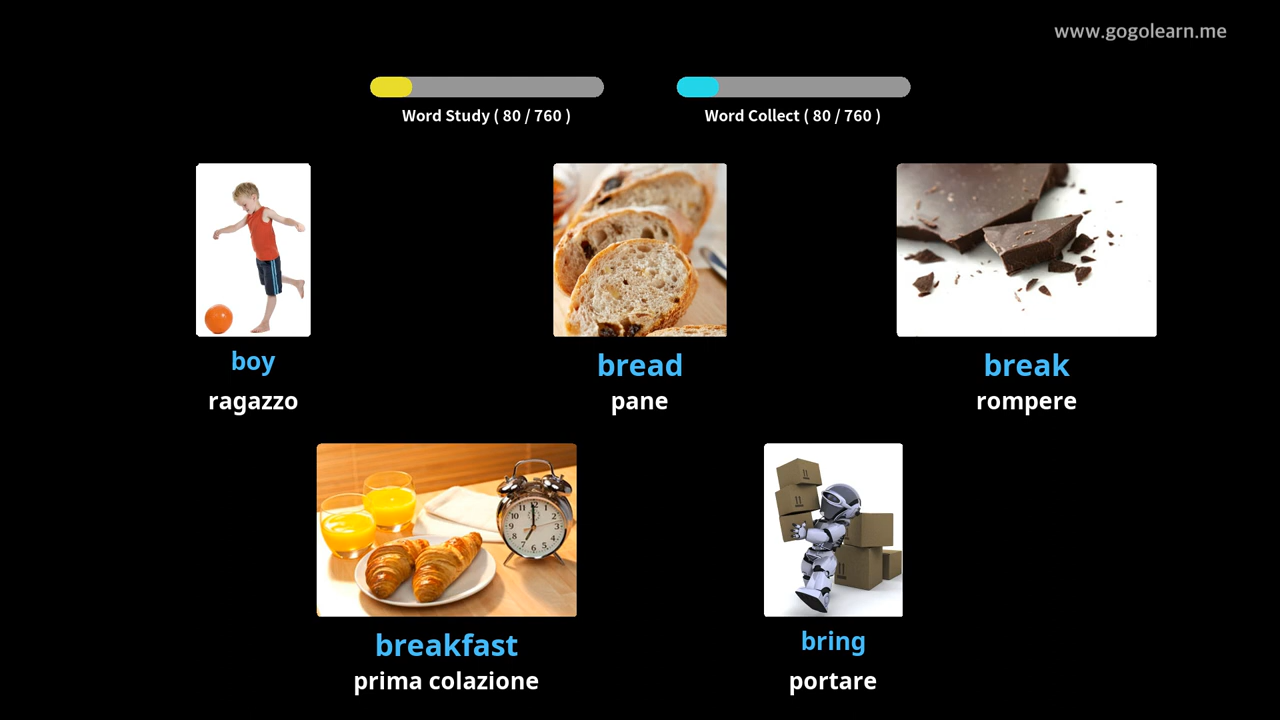 www.gogolearn.me
Word Study ( 80 / 760 )
Word Collect ( 80 / 760 )
boy
ragazzo
bread
pane
break
rompere
breakfast
prima colazione
bring
portare